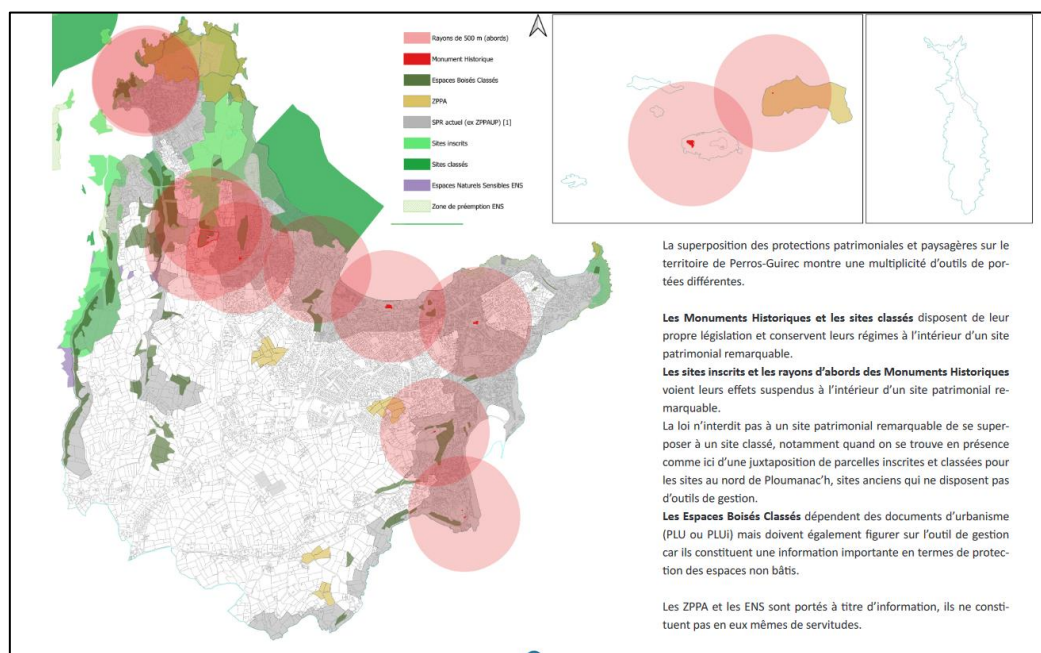 Rayons de 500 m (abords)
Monument Historique
Espaces Boisés Classés
ZPPA
SPR actuel (ex ZPPAUP) [1]
Sites inscrits
Sites classés
Espaces Naturels Sensibles ENS
Zone de préemption ENS
La superposition des protections patrimoniales et paysagères sur le
territoire de Perros-Guirec montre une multiplicité d’outils de por-
tées différentes.
Les Monuments Historiques et les sites classés disposent de leur
propre législation et conservent leurs régimes à l’intérieur d’un site
patrimonial remarquable.
Les sites inscrits et les rayons d’abords des Monuments Historiques
voient leurs effets suspendus à l’intérieur d’un site patrimonial re-
marquable.
La loi n’interdit pas à un site patrimonial remarquable de se super-
poser à un site classé, notamment quand on se trouve en présence
comme ici d’une juxtaposition de parcelles inscrites et classées pour
les sites au nord de Ploumanac’h, sites anciens qui ne disposent pas
d’outils de gestion.
Les Espaces Boisés Classés dépendent des documents d’urbanisme
(PLU ou PLUi) mais doivent également figurer sur l’outil de gestion
car ils constituent une information importante en termes de protec-
tion des espaces non bâtis.
Les ZPPA et les ENS sont portés à titre d’information, ils ne consti-
tuent pas en eux mêmes de servitudes.